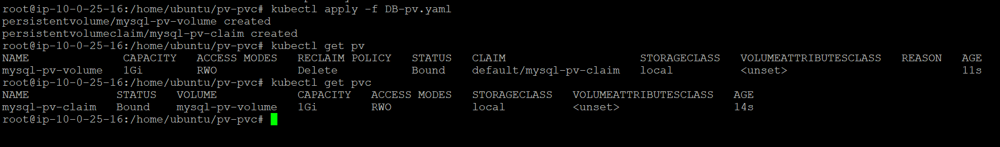 root@ip-10-0-25-16:/home/ubuntu/pv-pvc# kubectl apply -f DB-pv.yaml
persistentvolume/mysql-pv-volume created
persistentvolumeclaim/mysql-pv-claim created
root@ip-10-0-25-16:/home/ubuntu/pv-pvc# kubectl get pv
NAME              CAPACITY   ACCESS MODES   RECLAIM POLICY   STATUS   CLAIM                    STORAGECLASS   VOLUMEATTRIBUTESCLASS   REASON   AGE
mysql-pv-volume   1Gi        RWO            Delete           Bound    default/mysql-pv-claim   local          <unset>                          11s
root@ip-10-0-25-16:/home/ubuntu/pv-pvc# kubectl get pvc
NAME             STATUS   VOLUME            CAPACITY   ACCESS MODES   STORAGECLASS   VOLUMEATTRIBUTESCLASS   AGE
mysql-pv-claim   Bound    mysql-pv-volume   1Gi        RWO            local          <unset>                 14s
root@ip-10-0-25-16:/home/ubuntu/pv-pvc#